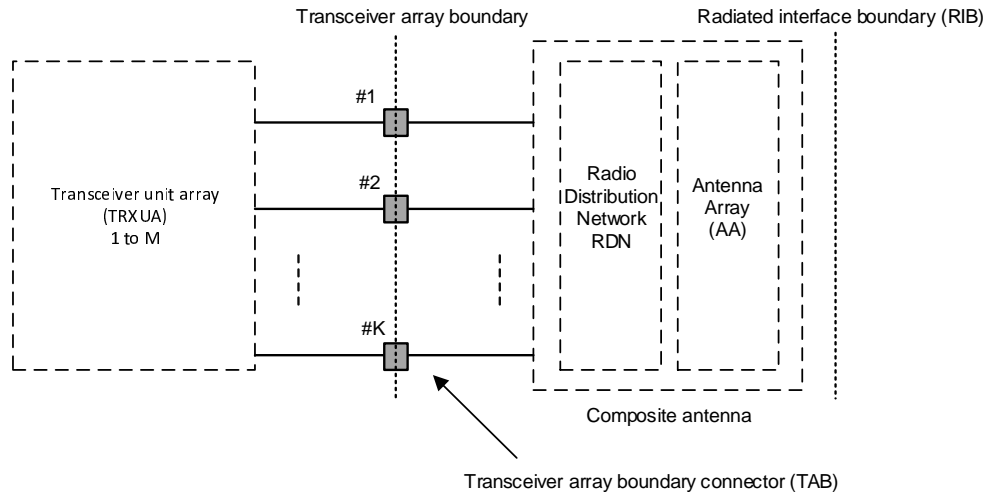 Transceiver array boundary
Radiated interface boundary (RIB)
#1
#2
#K
Transceiver unit array
(TRXUA)
1 to M
Radio
Distribution
Network
RDN
Antenna
Array
(AA)
Composite antenna
Transceiver array boundary connector (TAB)